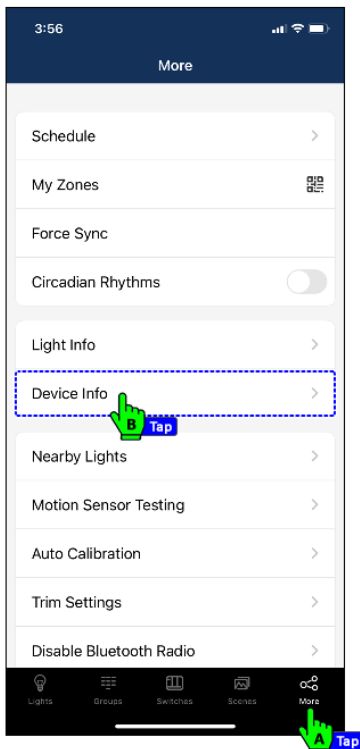 3:56
More
Schedule
My Zones
Force Sync
Circadian Rhythms
Light Info
Device Info
B Tap
Nearby Lights
Motion Sensor Testing
Auto Calibration
Trim Settings
Disable Bluetooth Radio
Lights Groups Switches Scenes More
A Tap